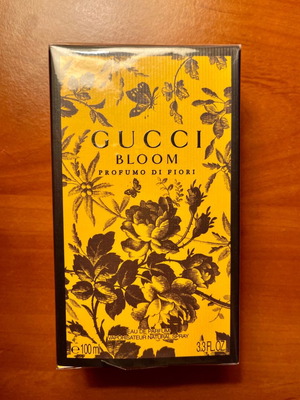 GUCCI
BLOOM
PROFUMO DI FIORI
EAU DE PARFUM
VAPORISATEUR NATURAL SPRAY
℮ 100 ml 3.3 FL.OZ